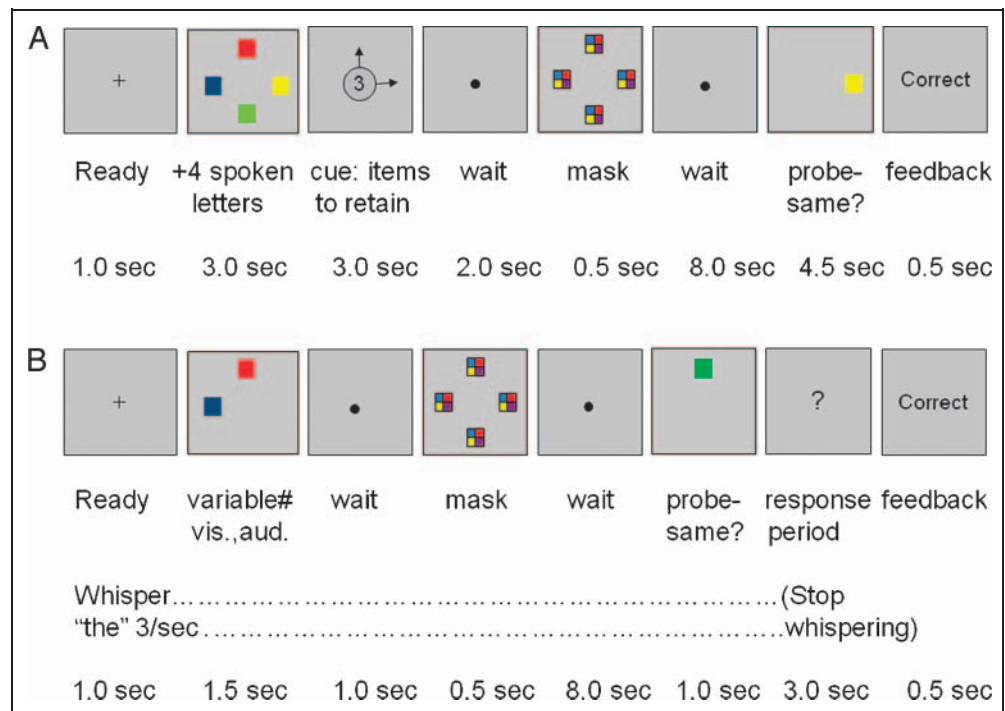 A
+
3
Correct
Ready +4 spoken cue: items wait mask wait probe- feedback
letters to retain same?
1.0 sec 3.0 sec 3.0 sec 2.0 sec 0.5 sec 8.0 sec 4.5 sec 0.5 sec
B
+
?
Correct
Ready variable# wait mask wait probe- response feedback
vis.,aud. same? period
Whisper……………………………………………………………(Stop
"the" 3/sec……………………………………………………………whispering)
1.0 sec 1.5 sec 1.0 sec 0.5 sec 8.0 sec 1.0 sec 3.0 sec 0.5 sec